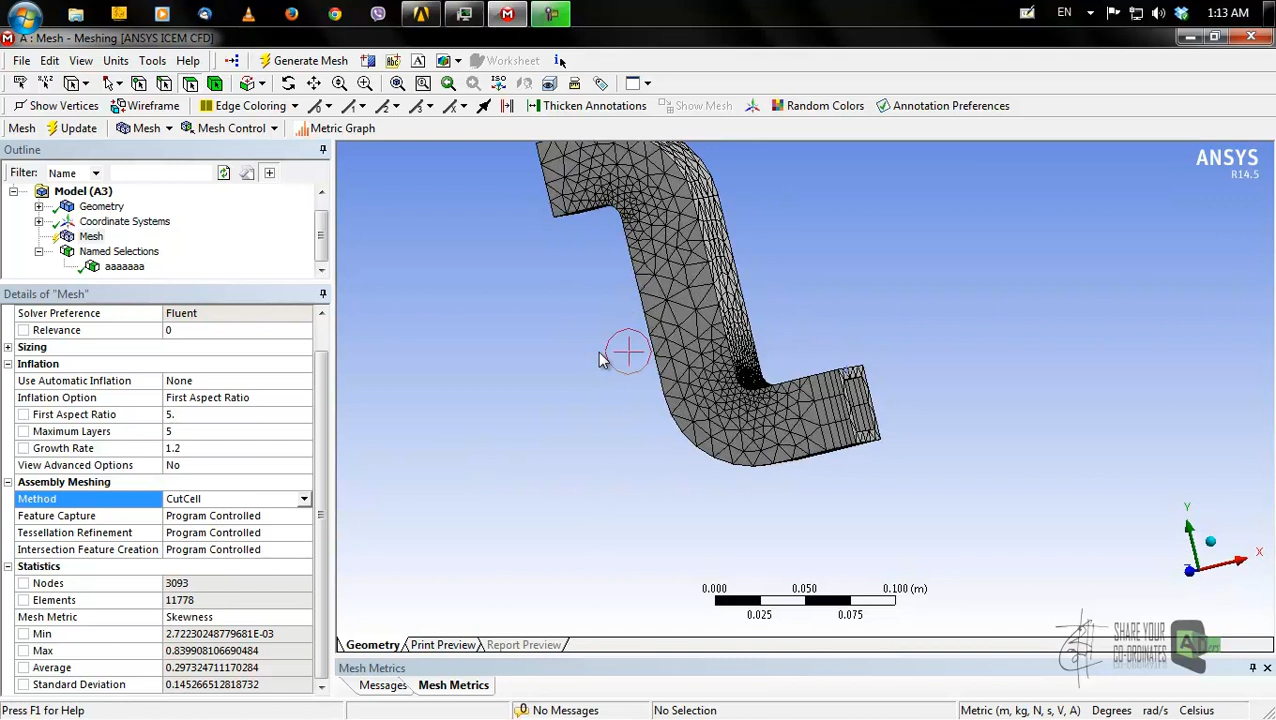 EN
1:13 AM
A : Mesh - Meshing [ANSYS ICEM CFD]
File Edit View Units Tools Help Generate Mesh Worksheet
Show Vertices Wireframe Edge Coloring Thicken Annotations Show Mesh Random Colors Annotation Preferences
Mesh Update Mesh Mesh Control Metric Graph
Outline
Filter: Name
Model (A3)
Geometry
Coordinate Systems
Mesh
Named Selections
aaaaaaa
Details of "Mesh"
Solver Preference Fluent
Relevance 0
Sizing
Inflation
Use Automatic Inflation None
Inflation Option First Aspect Ratio
First Aspect Ratio 5.
Maximum Layers 5
Growth Rate 1.2
View Advanced Options No
Assembly Meshing
Method CutCell
Feature Capture Program Controlled
Tessellation Refinement Program Controlled
Intersection Feature Creation Program Controlled
Statistics
Nodes 3093
Elements 11778
Mesh Metric Skewness
Min 2.72230248779681E-03
Max 0.839908106690484
Average 0.297324711170284
Standard Deviation 0.145266512818732
ANSYS
R14.5
Y
X
Z
0.000 0.050 0.100 (m)
0.025 0.075
SHARE YOUR
CO-ORDINATES
Geometry Print Preview Report Preview
Mesh Metrics
Messages Mesh Metrics
Press F1 for Help No Messages No Selection Metric (m, kg, N, s, V, A) Degrees rad/s Celsius